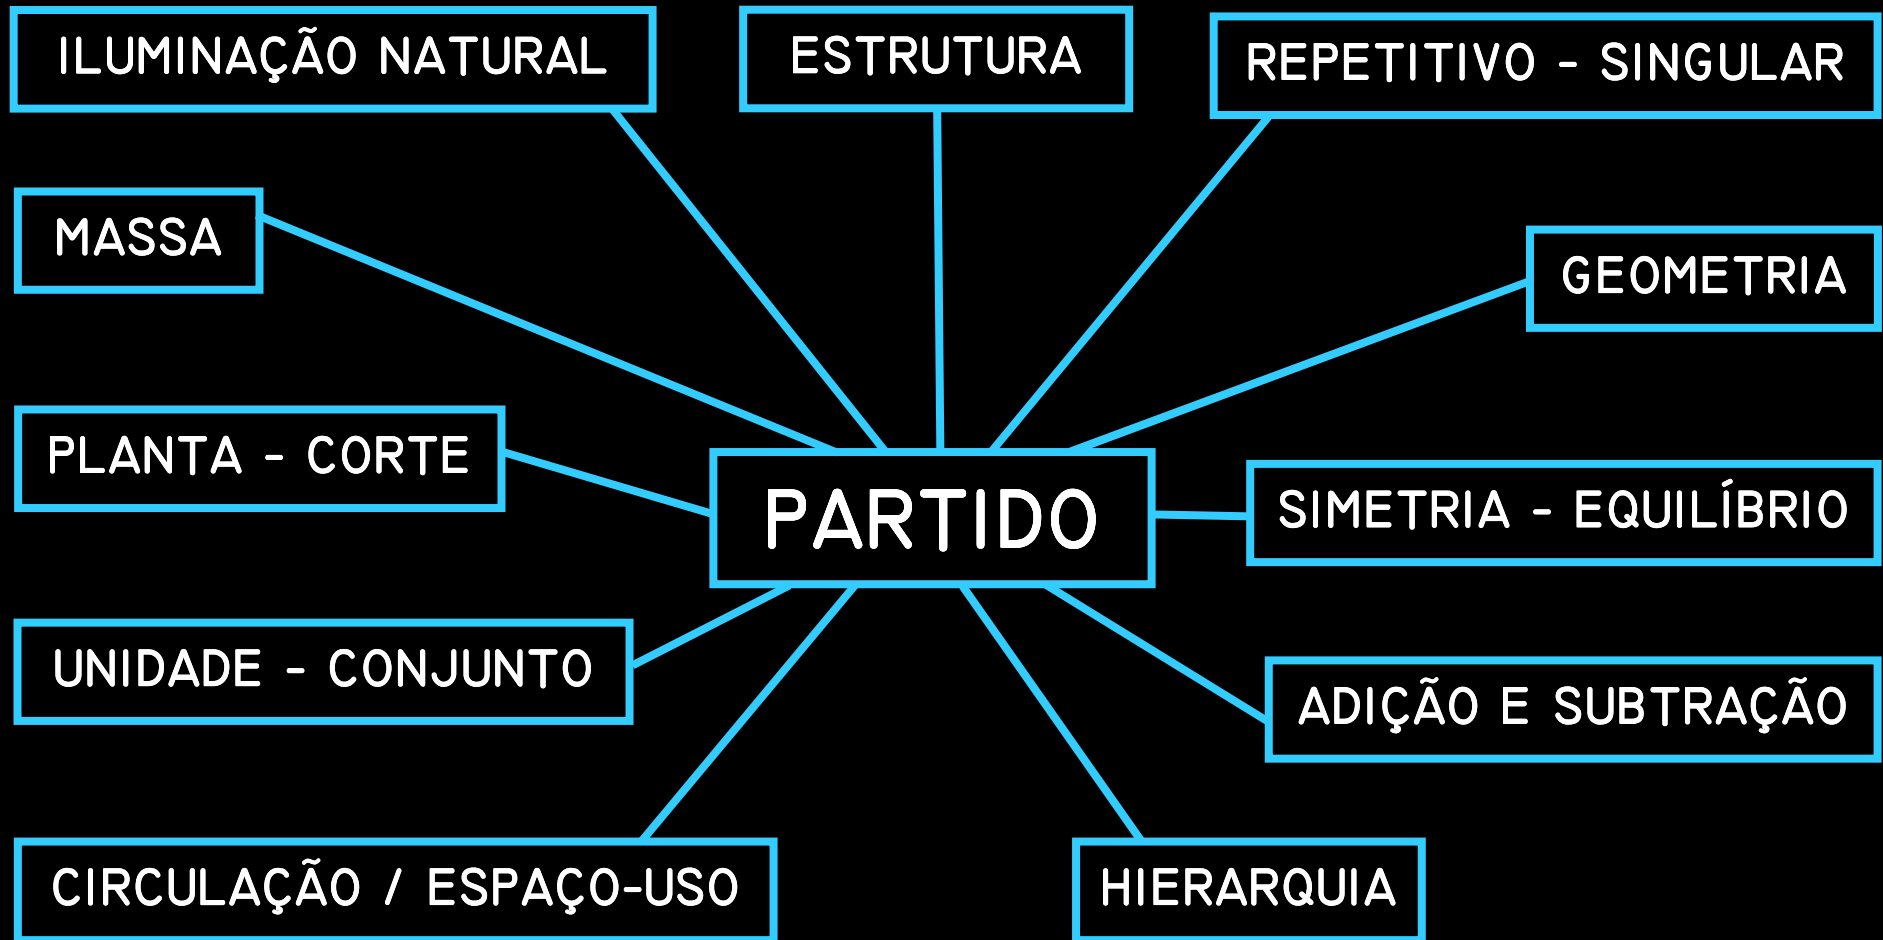 ILUMINAÇÃO NATURAL
ESTRUTURA
REPETITIVO - SINGULAR
MASSA
GEOMETRIA
PLANTA - CORTE
PARTIDO
SIMETRIA - EQUILÍBRIO
UNIDADE - CONJUNTO
ADIÇÃO E SUBTRAÇÃO
CIRCULAÇÃO / ESPAÇO-USO
HIERARQUIA